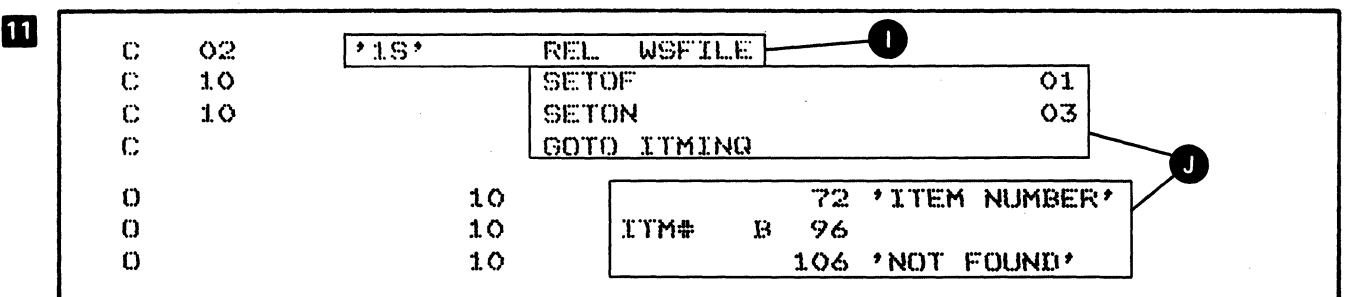 11
C 02 '1S' REL WSFILE I
C 10 SETOF 01
C 10 SETON 03
C GOTO ITMINQ
J
O 10 72 'ITEM NUMBER'
O 10 ITM# B 96
O 10 106 'NOT FOUND'